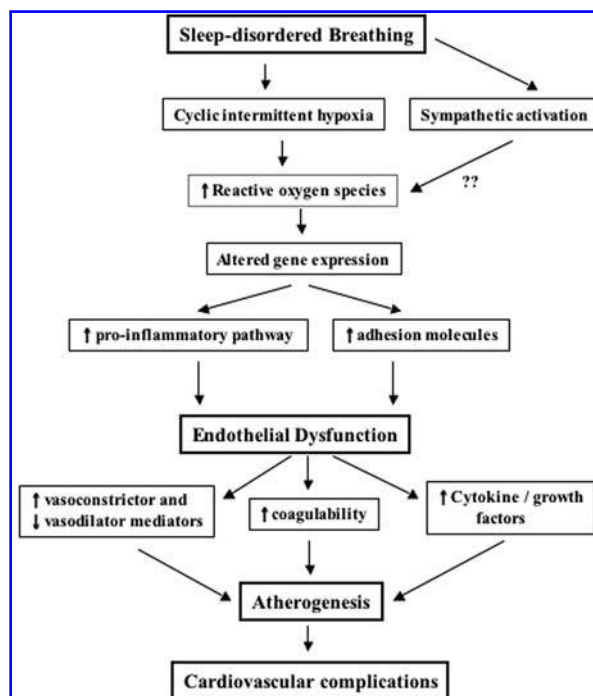 Sleep-disordered Breathing
Cyclic intermittent hypoxia
Sympathetic activation
??
↑ Reactive oxygen species
Altered gene expression
↑ pro-inflammatory pathway
↑ adhesion molecules
Endothelial Dysfunction
↑ vasoconstrictor and
↓ vasodilator mediators
↑ coagulability
↑ Cytokine / growth
factors
Atherogenesis
Cardiovascular complications